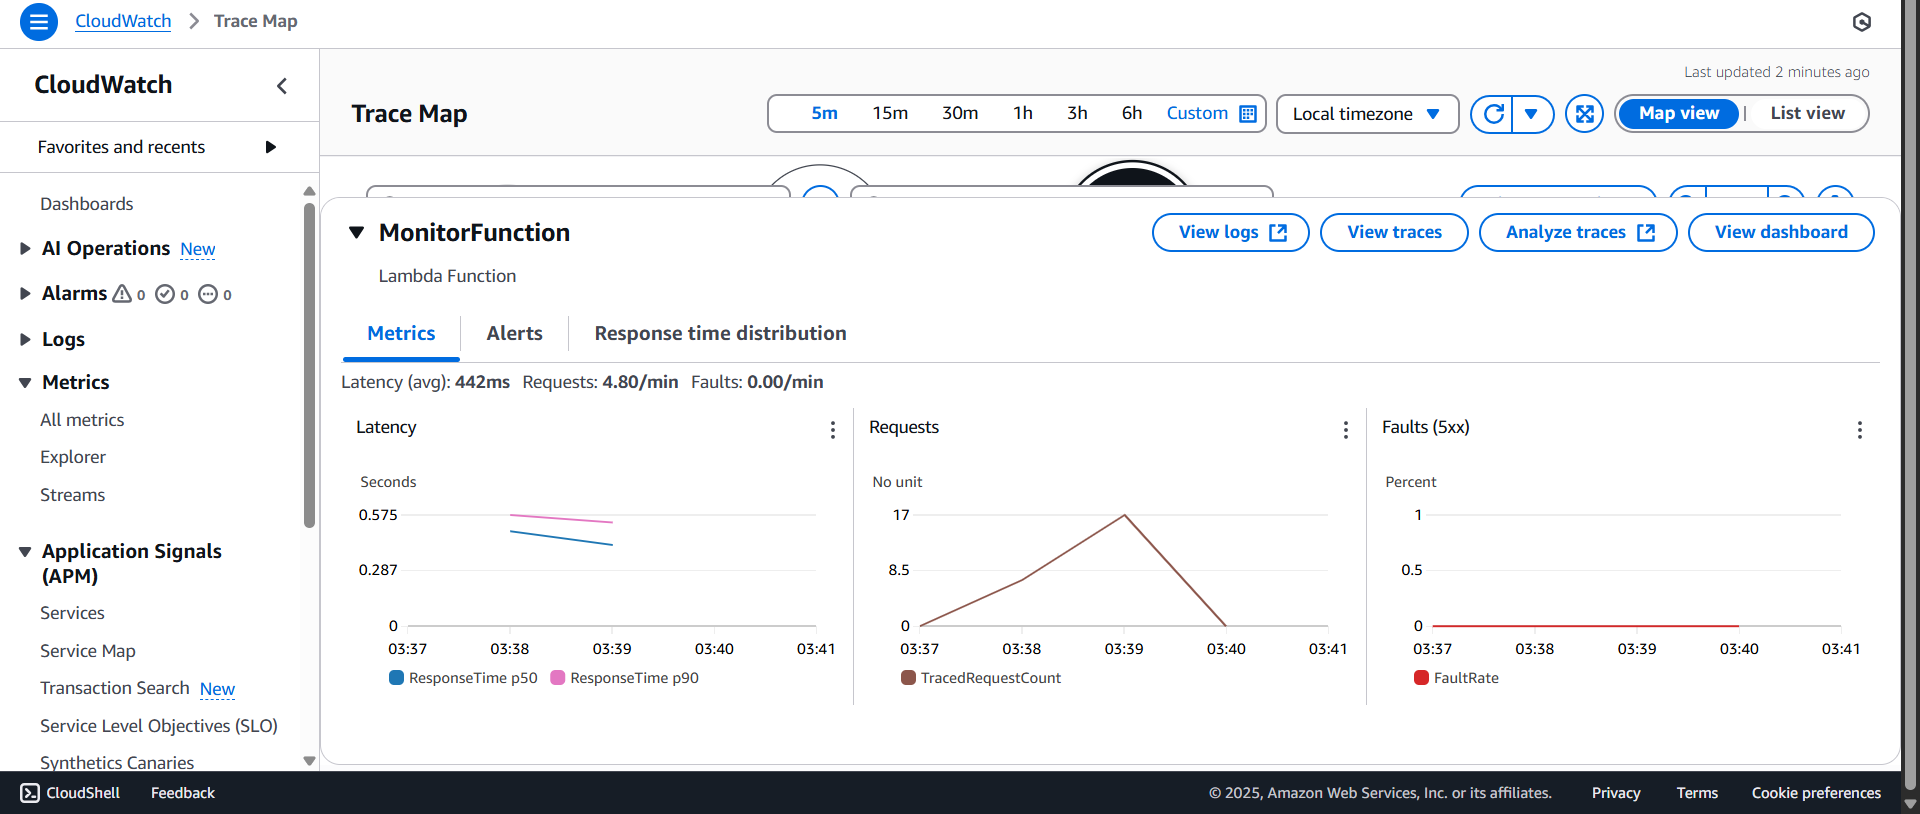 CloudWatch > Trace Map
CloudWatch
Favorites and recents
Dashboards
AI Operations New
Alarms 0 0 0
Logs
Metrics
All metrics
Explorer
Streams
Application Signals
(APM)
Services
Service Map
Transaction Search New
Service Level Objectives (SLO)
Synthetics Canaries
Last updated 2 minutes ago
Trace Map
5m 15m 30m 1h 3h 6h Custom
Local timezone
Map view | List view
MonitorFunction
Lambda Function
View logs
View traces
Analyze traces
View dashboard
Metrics
Alerts
Response time distribution
Latency (avg): 442ms Requests: 4.80/min Faults: 0.00/min
Latency
Seconds
0.575
0.287
0
03:37 03:38 03:39 03:40 03:41
ResponseTime p50 ResponseTime p90
Requests
No unit
17
8.5
0
03:37 03:38 03:39 03:40 03:41
TracedRequestCount
Faults (5xx)
Percent
1
0.5
0
03:37 03:38 03:39 03:40 03:41
FaultRate
CloudShell Feedback
© 2025, Amazon Web Services, Inc. or its affiliates. Privacy Terms Cookie preferences